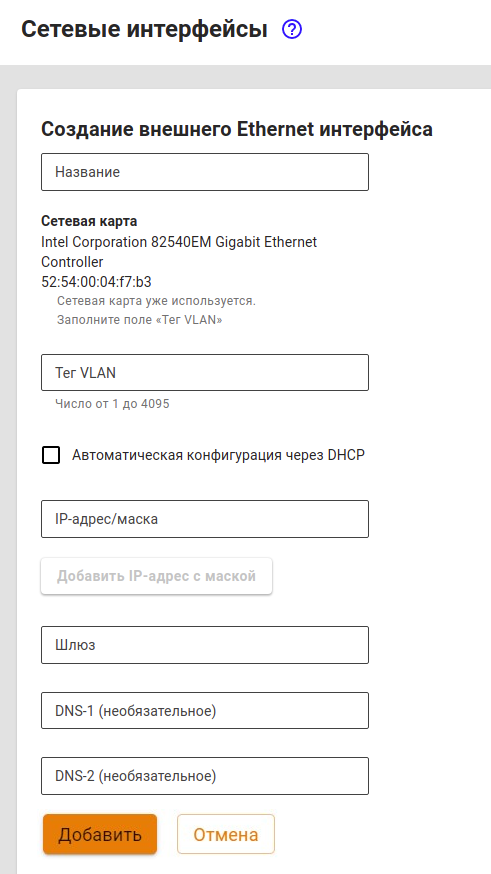 Сетевые интерфейсы
Создание внешнего Ethernet интерфейса
Название
Сетевая карта
Intel Corporation 82540EM Gigabit Ethernet
Controller
52:54:00:04:f7:b3
Сетевая карта уже используется.
Заполните поле «Тег VLAN»
Тег VLAN
Число от 1 до 4095
Автоматическая конфигурация через DHCP
IP-адрес/маска
Добавить IP-адрес с маской
Шлюз
DNS-1 (необязательное)
DNS-2 (необязательное)
Добавить Отмена